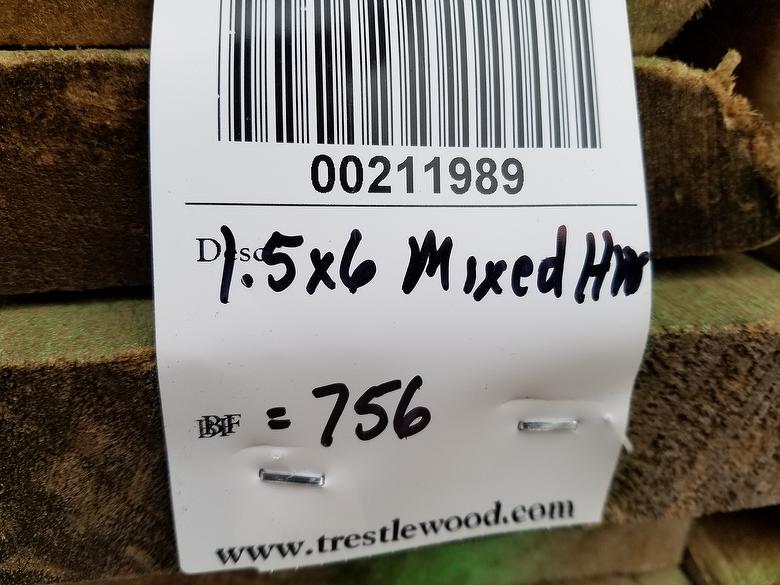 00211989
Desc 1.5x6 Mixed HW
BF = 756
www.trestlewood.com